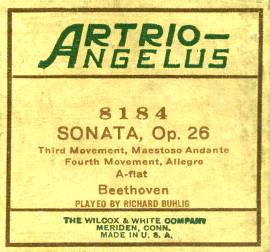 ARTRIO-
ANGELUS
8184
SONATA, Op. 26
Third Movement, Maestoso Andante
Fourth Movement, Allegro
A-flat
Beethoven
PLAYED BY RICHARD BUHLIG
THE WILCOX & WHITE COMPANY
MERIDEN, CONN.
MADE IN U. S. A.